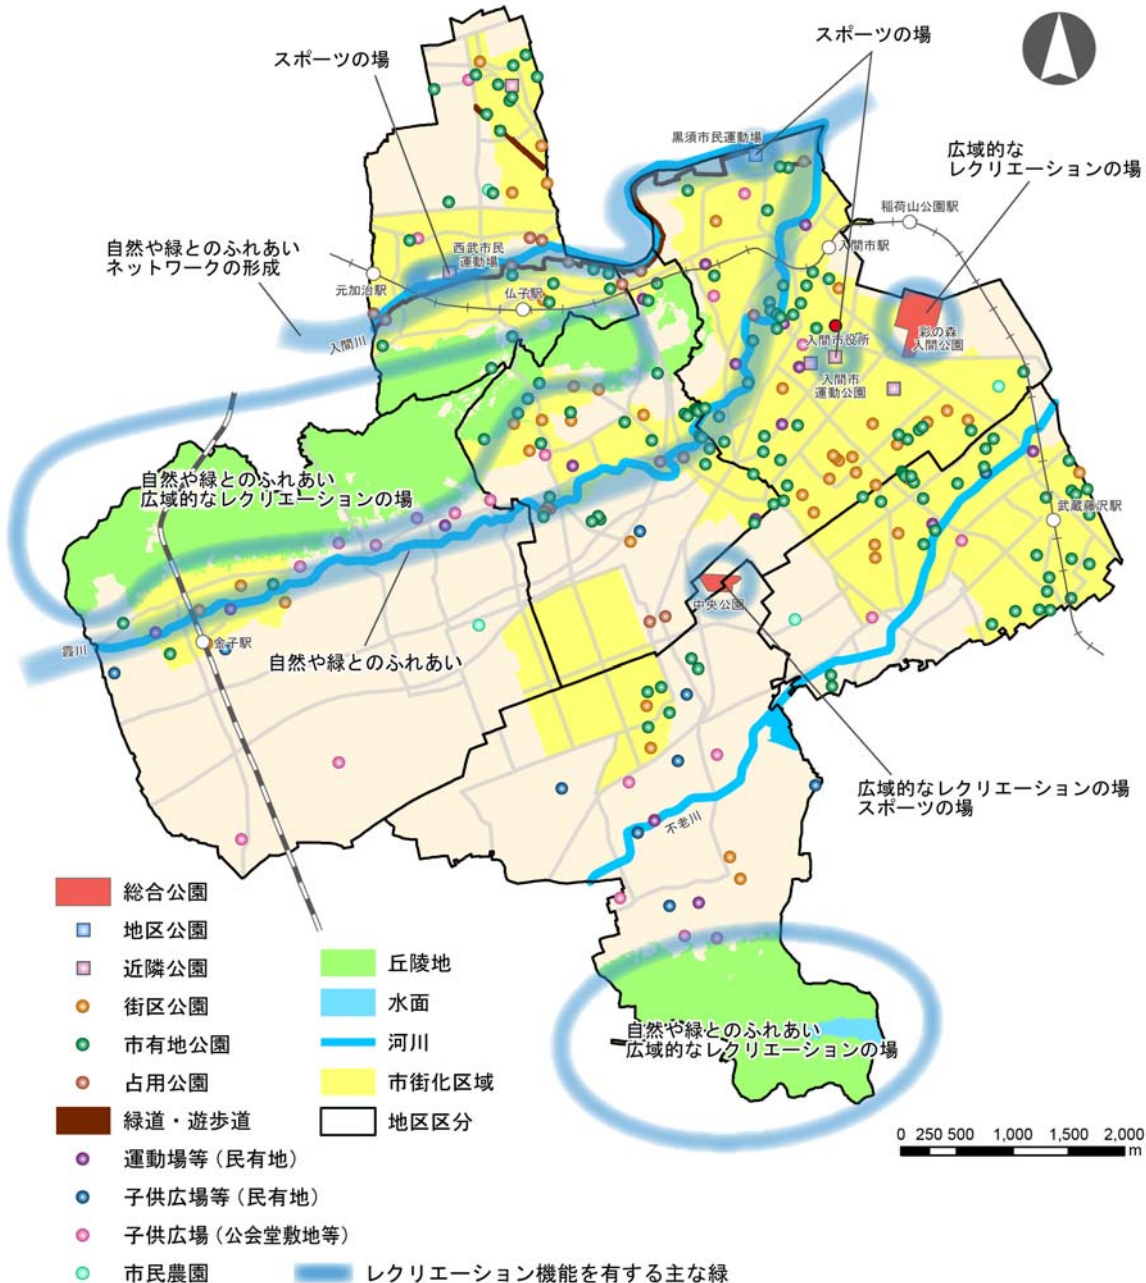 スポーツの場
スポーツの場
黒須市民運動場
広域的な
レクリエーションの場
稲荷山公園駅
入間市駅
自然や緑とのふれあい
ネットワークの形成
西武市民
運動場
元加治駅
仏子駅
入間川
彩の森
入間公園
入間市役所
入間市
運動公園
自然や緑とのふれあい
広域的なレクリエーションの場
武蔵藤沢駅
中央公園
霞川
金子駅
自然や緑とのふれあい
広域的なレクリエーションの場
スポーツの場
不老川
自然や緑とのふれあい
広域的なレクリエーションの場
総合公園
地区公園
近隣公園
街区公園
市有地公園
占用公園
緑道・遊歩道
運動場等（民有地）
子供広場等（民有地）
子供広場（公会堂敷地等）
市民農園
丘陵地
水面
河川
市街化区域
地区区分
レクリエーション機能を有する主な緑
0 250 500 1,000 1,500 2,000
m